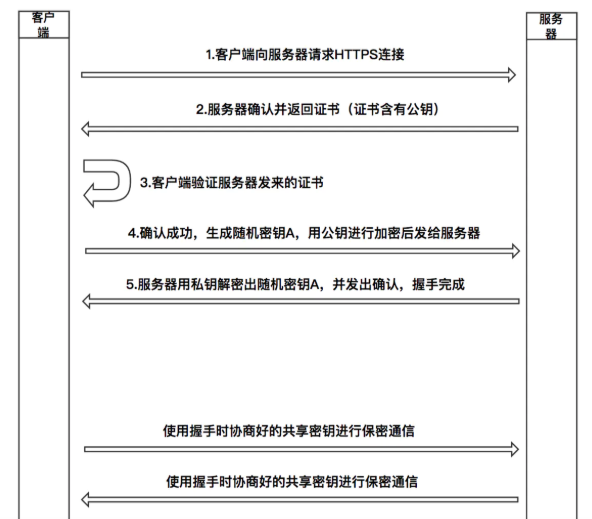 客户
端
服务
器
1.客户端向服务器请求HTTPS连接
2.服务器确认并返回证书（证书含有公钥）
3.客户端验证服务器发来的证书
4.确认成功，生成随机密钥A，用公钥进行加密后发给服务器
5.服务器用私钥解密出随机密钥A，并发出确认，握手完成
使用握手时协商好的共享密钥进行保密通信
使用握手时协商好的共享密钥进行保密通信